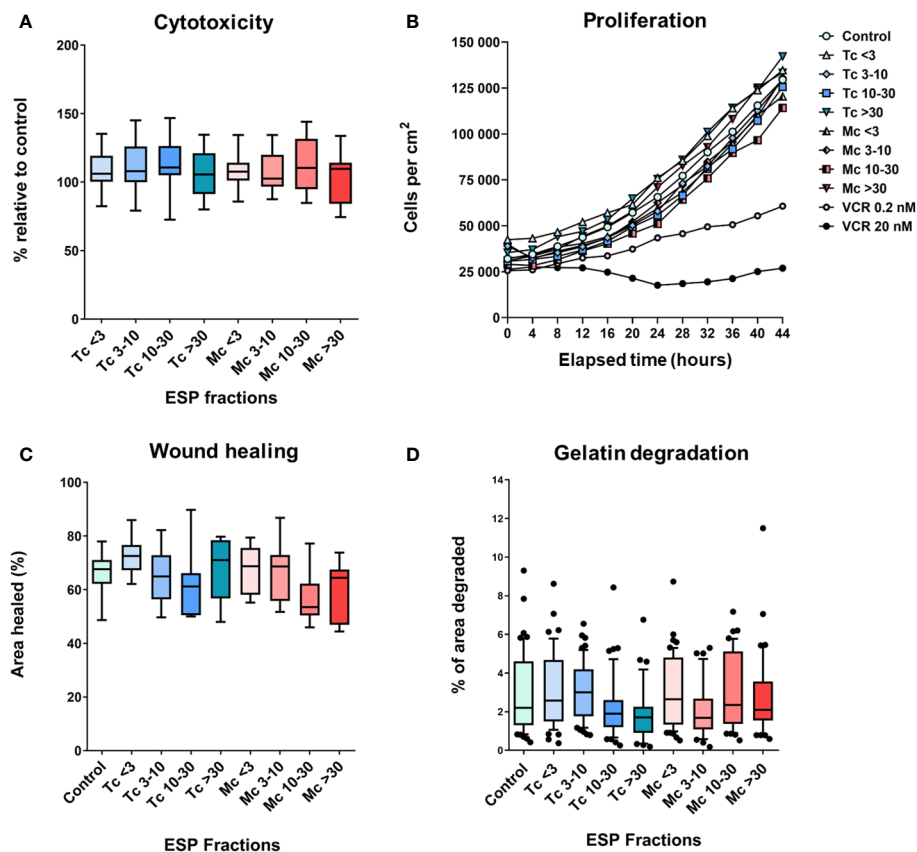 A
Cytotoxicity
% relative to control
200
150
100
50
0
Tc <3
Tc 3-10
Tc 10-30
Tc >30
Mc <3
Mc 3-10
Mc 10-30
Mc >30
ESP fractions
B
Proliferation
Cells per cm2
150 000
125 000
100 000
75 000
50 000
25 000
0
0 4 8 12 16 20 24 28 32 36 40 44
Elapsed time (hours)
Control
Tc <3
Tc 3-10
Tc 10-30
Tc >30
Mc <3
Mc 3-10
Mc 10-30
Mc >30
VCR 0.2 nM
VCR 20 nM
C
Wound healing
Area healed (%)
100
80
60
40
20
0
Control
Tc <3
Tc 3-10
Tc 10-30
Tc >30
Mc <3
Mc 3-10
Mc 10-30
Mc >30
ESP Fractions
D
Gelatin degradation
% of area degraded
14
12
10
8
6
4
2
0
Control
Tc <3
Tc 3-10
Tc 10-30
Tc >30
Mc <3
Mc 3-10
Mc 10-30
Mc >30
ESP Fractions